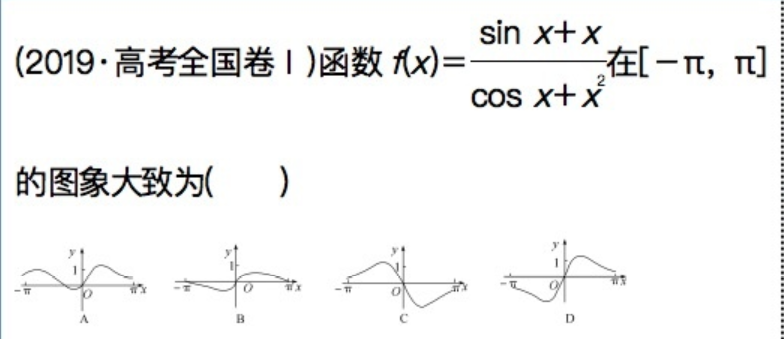 (2019·高考全国卷Ⅰ)函数 f(x)=
sin x+x
cos x+x²
在[-π, π]
的图象大致为(  )
y 1 -π O π x
A
y 1 -π O π x
B
y 1 -π O π x
C
y 1 -π O π x
D